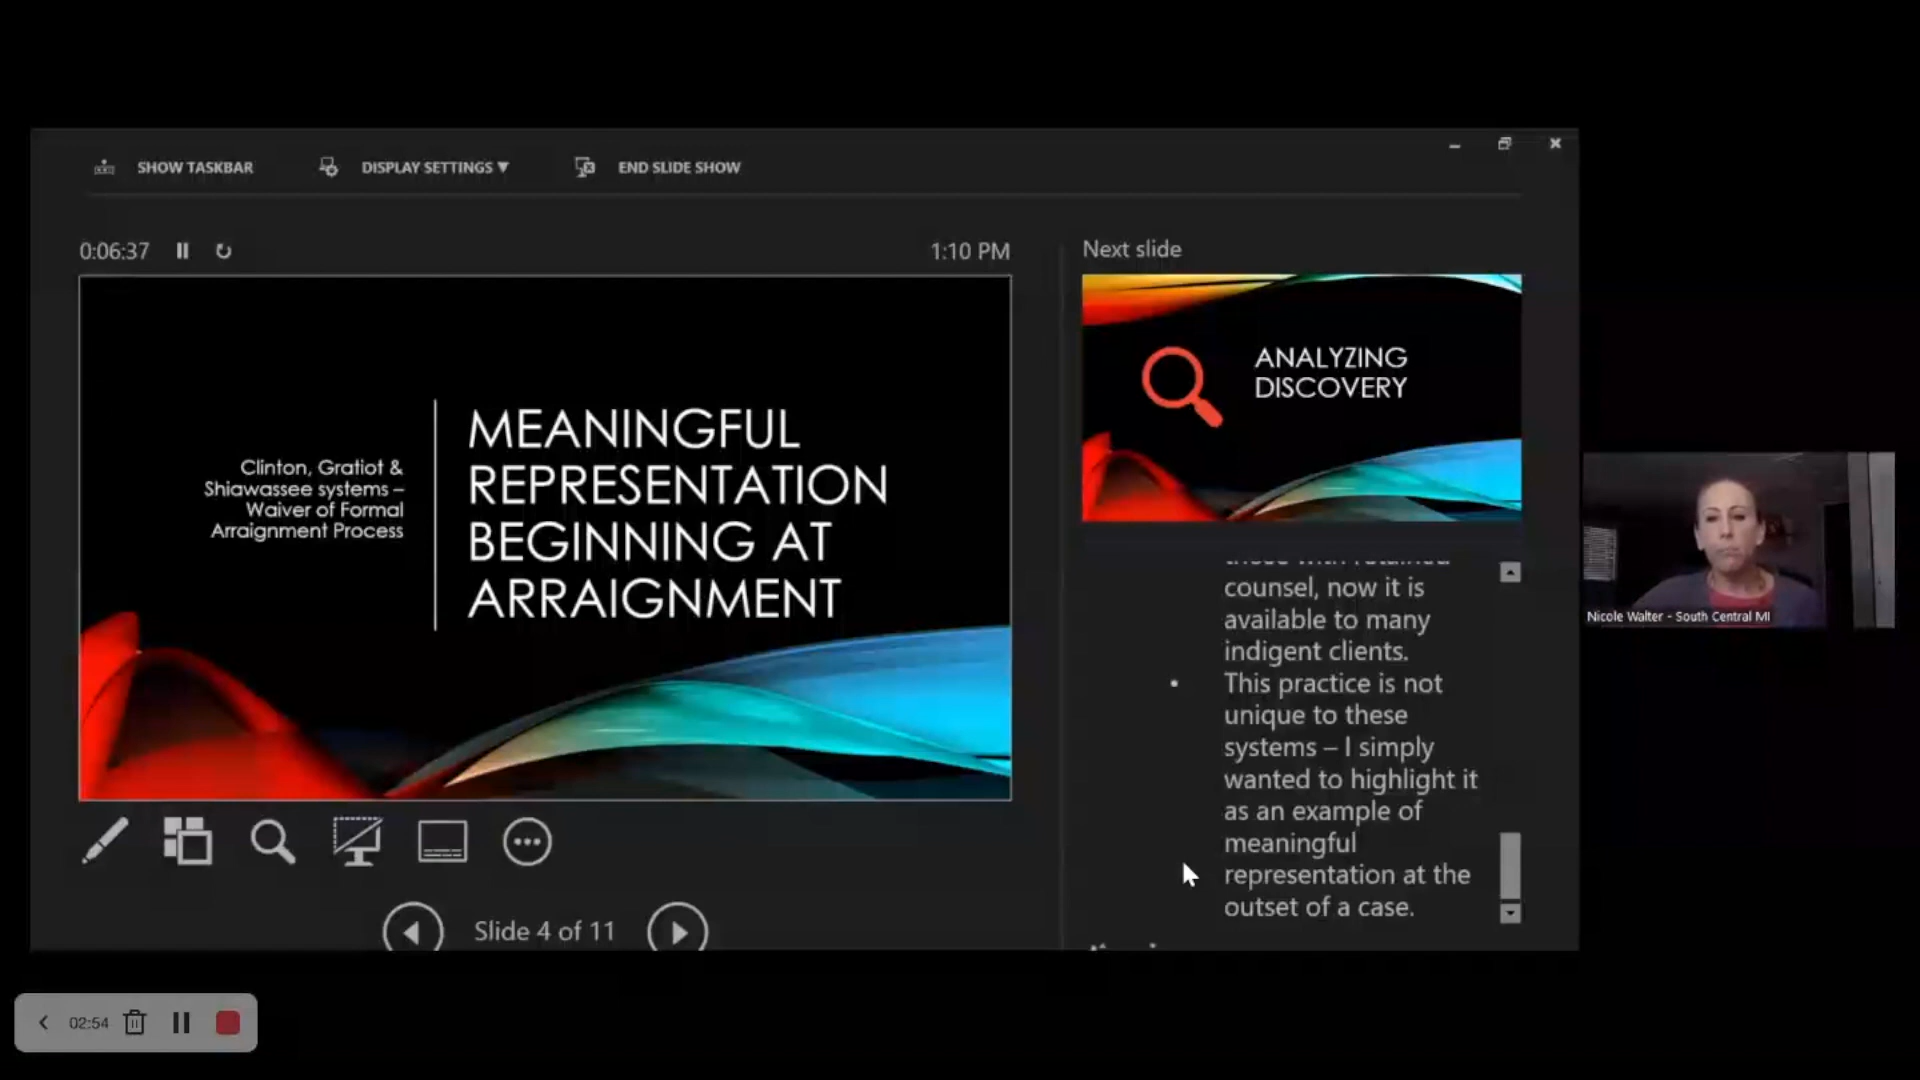 SHOW TASKBAR
DISPLAY SETTINGS ▼
END SLIDE SHOW
0:06:37
1:10 PM
Clinton, Gratiot &
Shiawassee systems –
Waiver of Formal
Arraignment Process
MEANINGFUL
REPRESENTATION
BEGINNING AT
ARRAIGNMENT
Slide 4 of 11
Next slide
ANALYZING
DISCOVERY
those with retained
counsel, now it is
available to many
indigent clients.
• This practice is not
unique to these
systems – I simply
wanted to highlight it
as an example of
meaningful
representation at the
outset of a case.
Nicole Walter - South Central MI
02:54